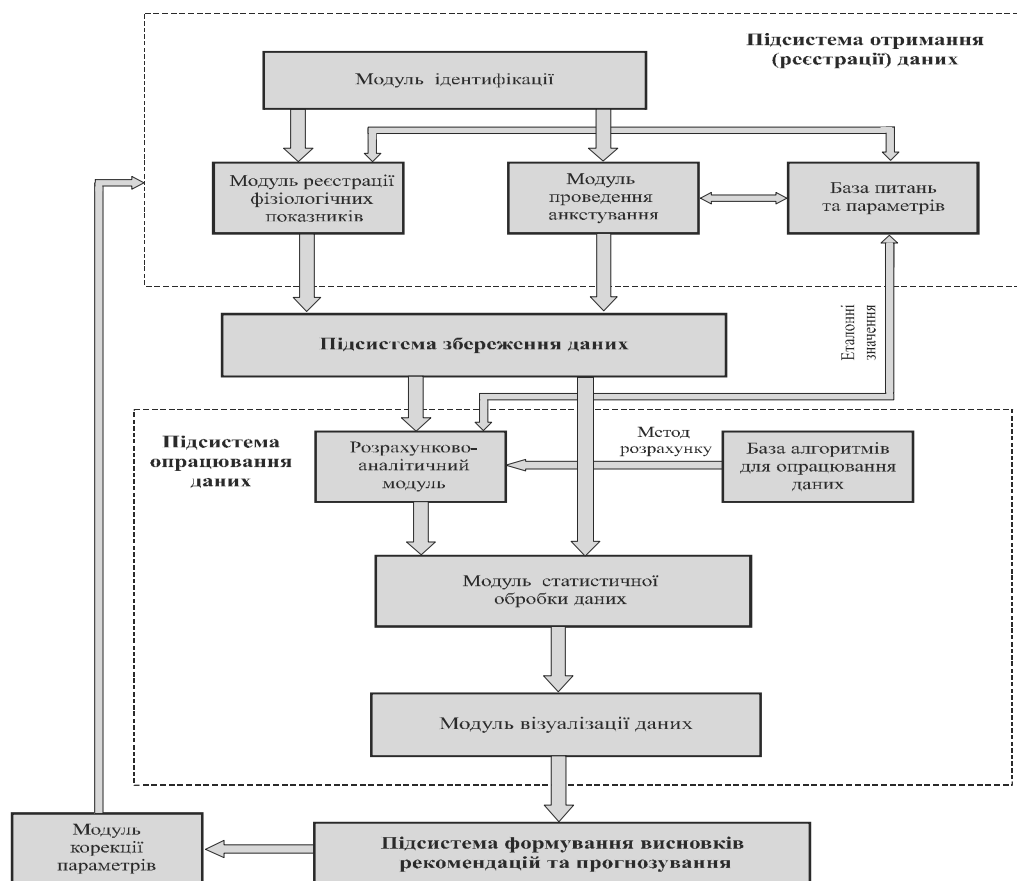 Підсистема отримання
(рєєстрації) даних
Модуль ідентифікації
Модуль реєстрації
фізіологічних
показників
Модуль
проведення
анкстування
База питань
та параметрів
Еталонні
значення
Підсистема збереження даних
Підсистема
опрацювання
даних
Розрахунково-
аналітичний
модуль
Метод
розрахунку
База алгоритмів
для опрацювання
даних
Модуль статистичної
обробки даних
Модуль візуалізації даних
Модуль
корекції
параметрів
Підсистема формування висновків
рекомендацій та прогнозування